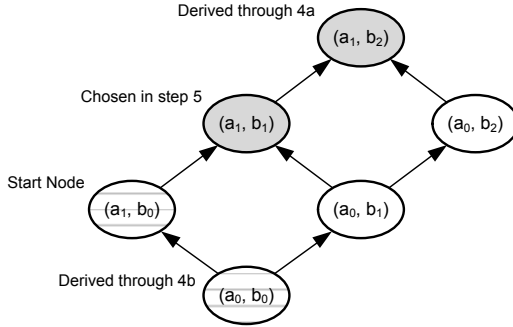 Derived through 4a
(a₁, b₂)
Chosen in step 5
(a₁, b₁)
(a₀, b₂)
Start Node
(a₁, b₀)
(a₀, b₁)
Derived through 4b
(a₀, b₀)